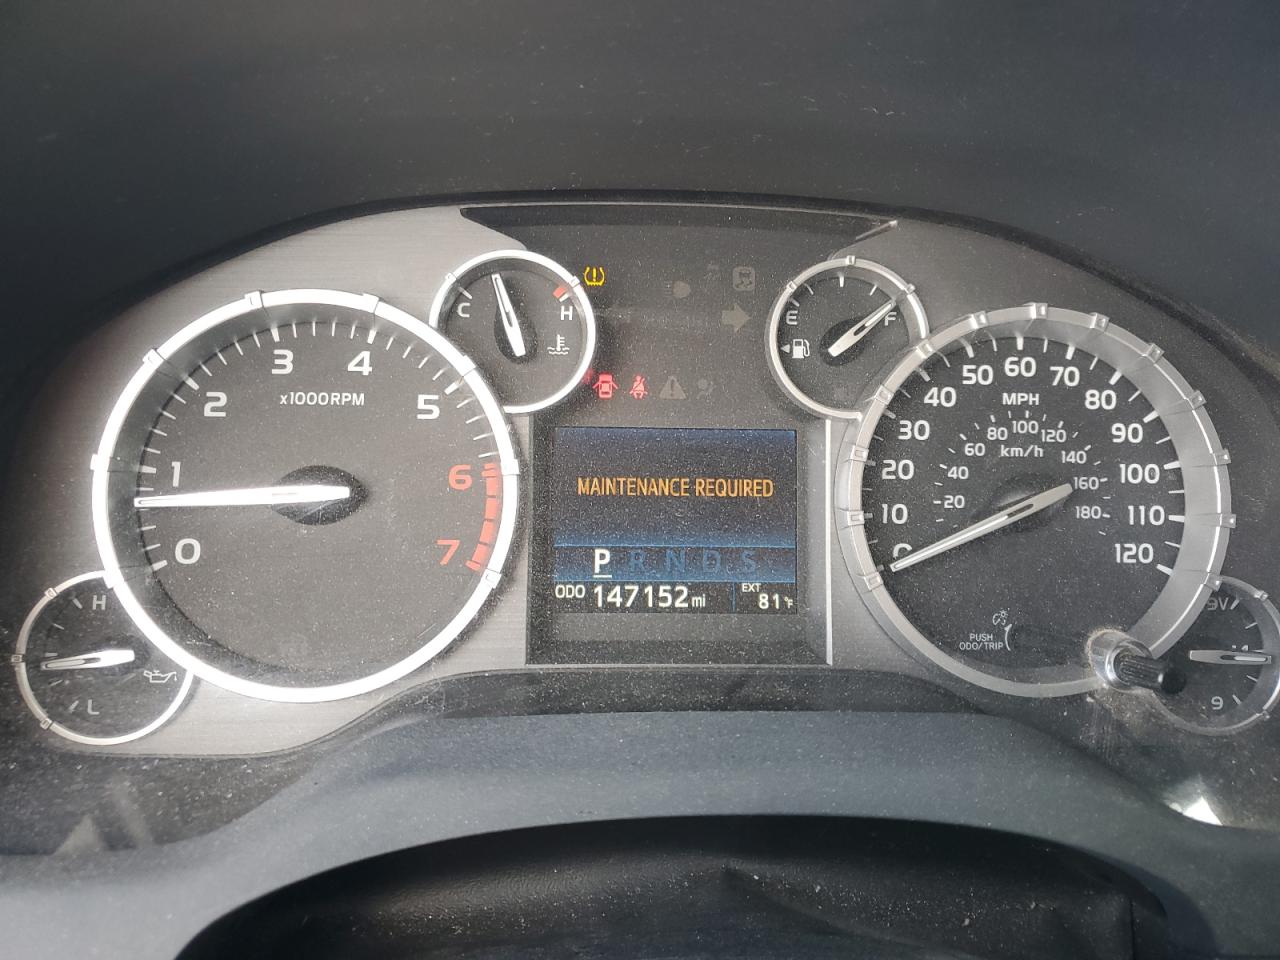 0
1
2
3
4
5
6
7
x1000RPM
C
H
H
L
E
F
MAINTENANCE REQUIRED
P R N D S
ODO 147152 mi
EXT 81°F
0
10
20
30
40
50
60
70
80
90
100
110
120
MPH
km/h
20
40
60
80
100
120
140
160
180
PUSH
ODO/TRIP
9